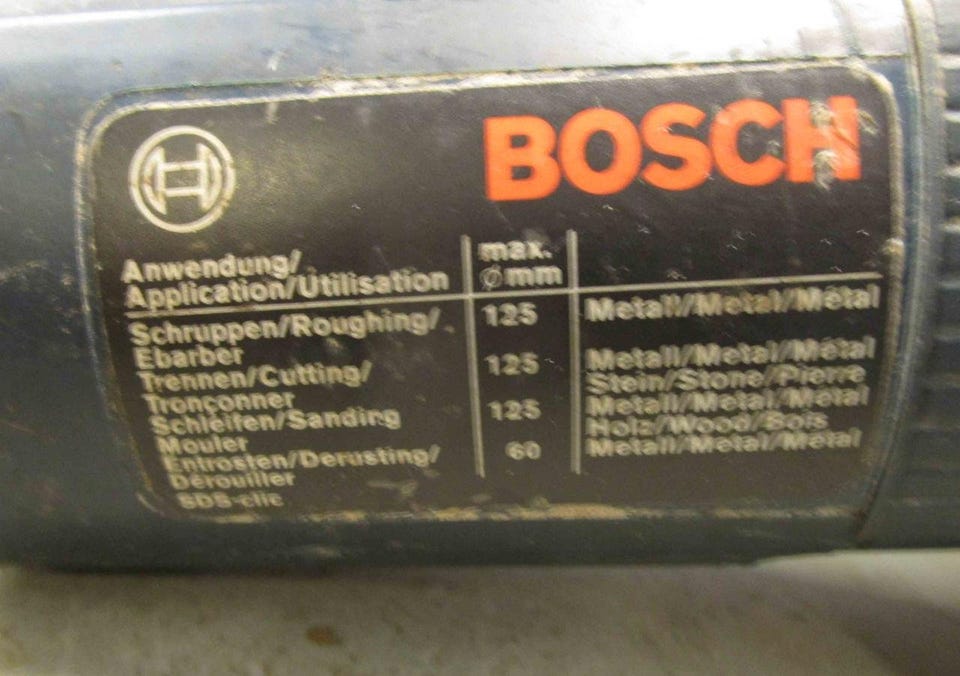 BOSCH
Anwendung/ max.
Application/Utilisation ømm
Schruppen/Roughing/ 125 Metall/Metal/Métal
Ebarber
Trennen/Cutting/ 125 Metall/Metal/Métal
Tronçonner Stein/Stone/Pierre
Schleifen/Sanding 125 Metall/Metal/Métal
Mouler Holz/Wood/Bois
Entrosten/Derusting/ 60 Metall/Metal/Métal
Dérouiller
SDS-clic